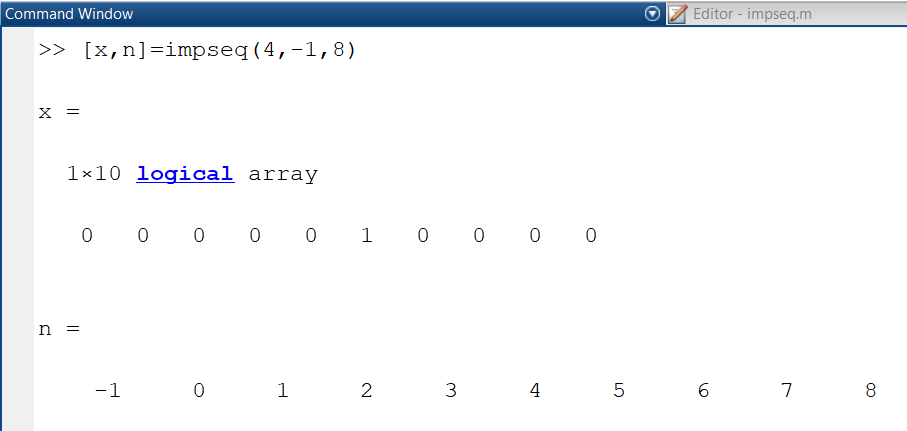 Command Window
Editor - impseq.m
>> [x,n]=impseq(4,-1,8)
x =
1×10 logical array
0 0 0 0 0 1 0 0 0 0
n =
-1 0 1 2 3 4 5 6 7 8